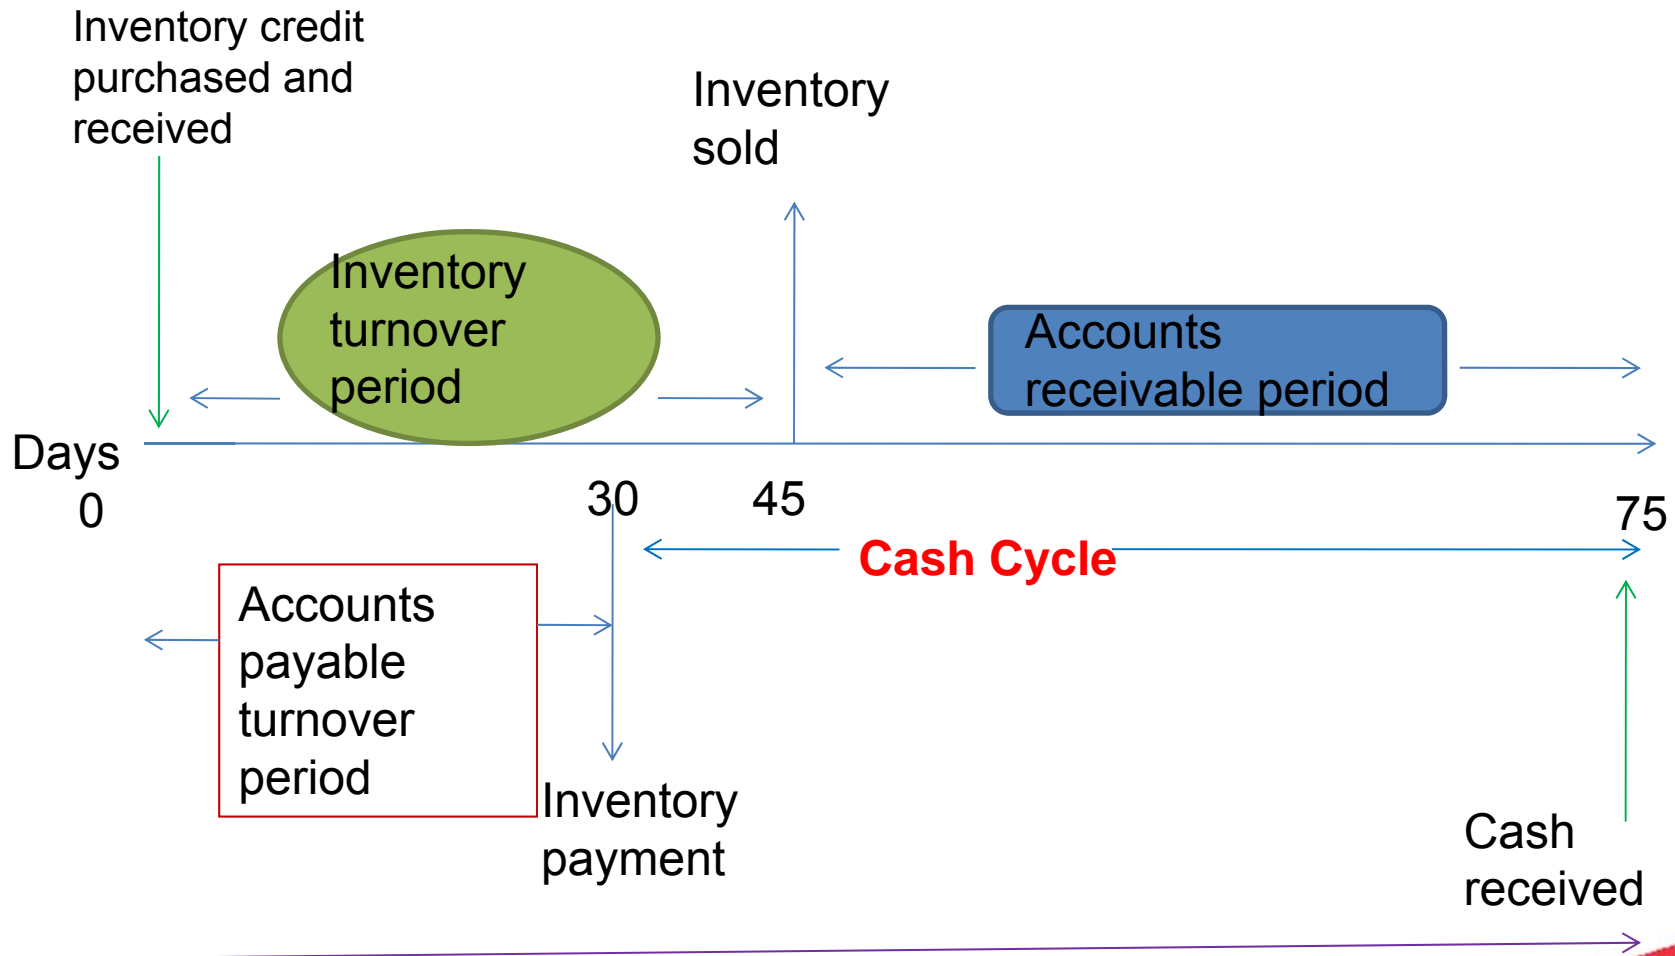 Inventory credit
purchased and
received
Inventory
sold
Inventory
turnover
period
Accounts
receivable period
Days
0
30
45
75
Cash Cycle
Accounts
payable
turnover
period
Inventory
payment
Cash
received